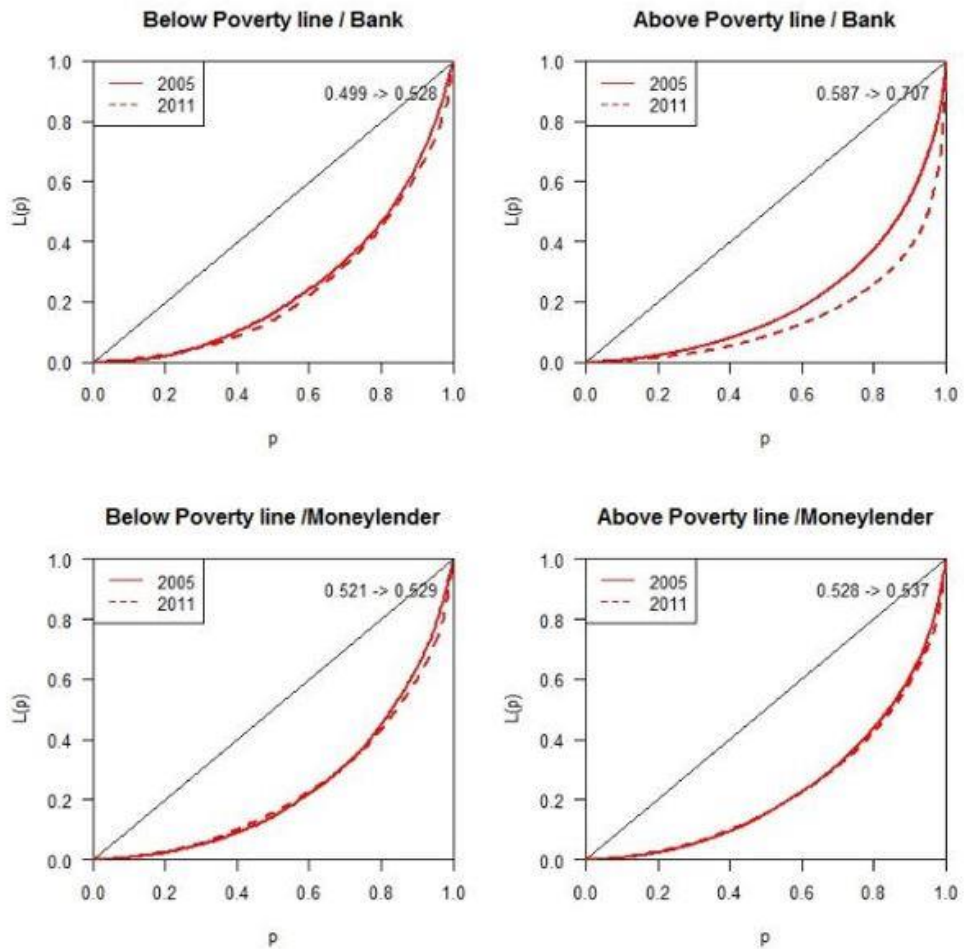 Below Poverty line / Bank
1.0
0.8
0.6
0.4
0.2
0.0
L(p)
2005
2011
0.499 -> 0.528
0.0 0.2 0.4 0.6 0.8 1.0
p
Above Poverty line / Bank
1.0
0.8
0.6
0.4
0.2
0.0
L(p)
2005
2011
0.587 -> 0.707
0.0 0.2 0.4 0.6 0.8 1.0
p
Below Poverty line /Moneylender
1.0
0.8
0.6
0.4
0.2
0.0
L(p)
2005
2011
0.521 -> 0.529
0.0 0.2 0.4 0.6 0.8 1.0
p
Above Poverty line /Moneylender
1.0
0.8
0.6
0.4
0.2
0.0
L(p)
2005
2011
0.528 -> 0.537
0.0 0.2 0.4 0.6 0.8 1.0
p